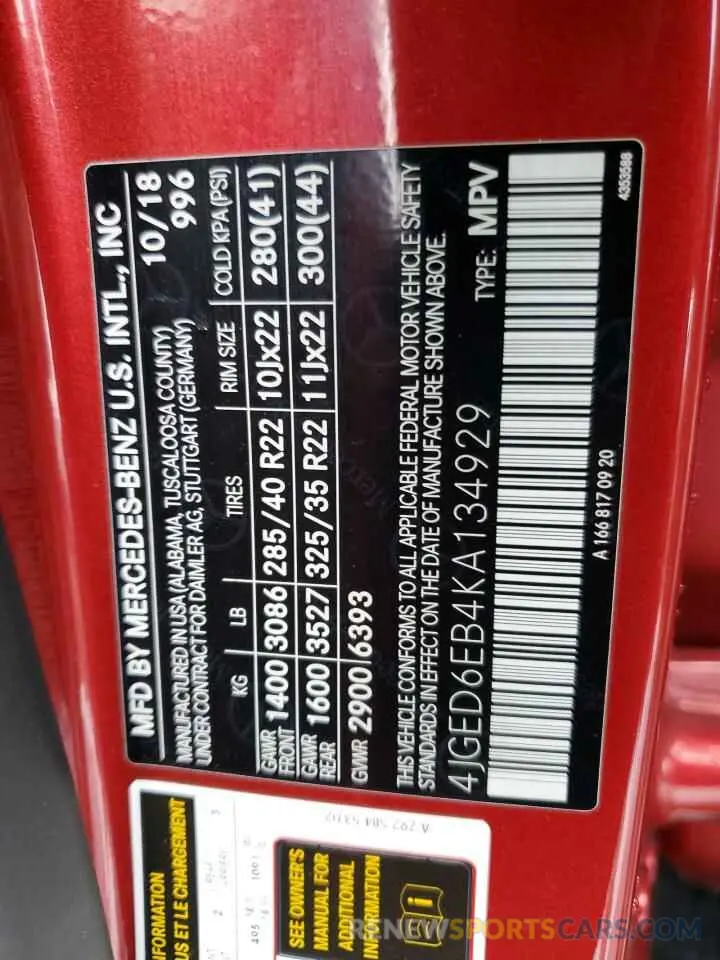 MFD BY MERCEDES-BENZ U.S. INTL., INC
MANUFACTURED IN USA (ALABAMA, TUSCALOOSA COUNTY) 10/18
UNDER CONTRACT FOR DAIMLER AG, STUTTGART (GERMANY) 996
KG LB TIRES RIM SIZE COLD KPA (PSI)
GAWR FRONT 1400 3086 285/40 R22 10Jx22 280(41)
GAWR REAR 1600 3527 325/35 R22 11Jx22 300(44)
GVWR 2900 6393
THIS VEHICLE CONFORMS TO ALL APPLICABLE FEDERAL MOTOR VEHICLE SAFETY
STANDARDS IN EFFECT ON THE DATE OF MANUFACTURE SHOWN ABOVE.
4JGED6EB4KA134929 TYPE: MPV
A 166 817 09 20
4353588
SEE OWNER'S
MANUAL FOR
ADDITIONAL
INFORMATION
ET LE CHARGEMENT
RENEWSPORTSCARS.COM